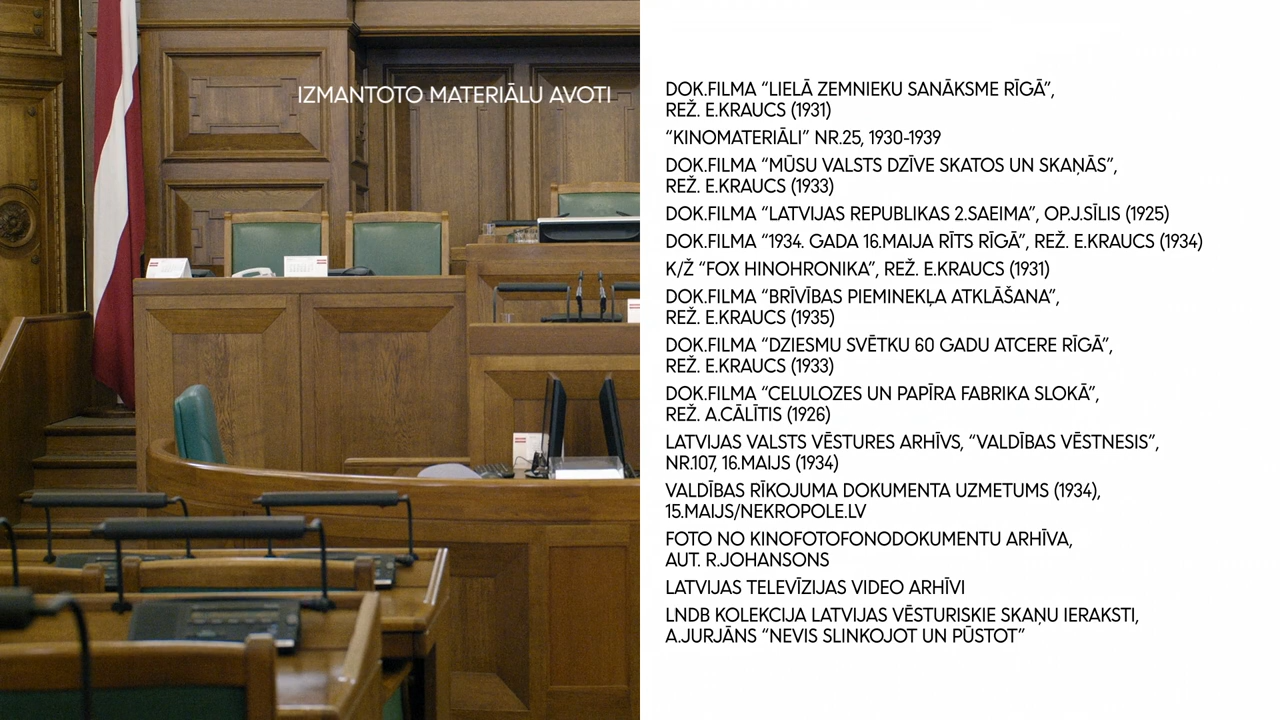 IZMANTOTO MATERIĀLU AVOTI
DOK.FILMA “LIELĀ ZEMNIEKU SANĀKSME RĪGĀ”,
REŽ. E.KRAUCS (1931)
“KINOMATERIĀLI” NR.25, 1930-1939
DOK.FILMA “MŪSU VALSTS DZĪVE SKATOS UN SKAŅĀS”,
REŽ. E.KRAUCS (1933)
DOK.FILMA “LATVIJAS REPUBLIKAS 2.SAEIMA”, OP.J.SĪLIS (1925)
DOK.FILMA “1934. GADA 16.MAIJA RĪTS RĪGĀ”, REŽ. E.KRAUCS (1934)
K/Ž “FOX HINOHRONIKA”, REŽ. E.KRAUCS (1931)
DOK.FILMA “BRĪVĪBAS PIEMINEKĻA ATKLĀŠANA”,
REŽ. E.KRAUCS (1935)
DOK.FILMA “DZIESMU SVĒTKU 60 GADU ATCERE RĪGĀ”,
REŽ. E.KRAUCS (1933)
DOK.FILMA “CELULOZES UN PAPĪRA FABRIKA SLOKĀ”,
REŽ. A.CĀLĪTIS (1926)
LATVIJAS VALSTS VĒSTURES ARHĪVS, “VALDĪBAS VĒSTNESIS”,
NR.107, 16.MAIJS (1934)
VALDĪBAS RĪKOJUMA DOKUMENTA UZMETUMS (1934),
15.MAIJS/NEKROPOLE.LV
FOTO NO KINOFOTOFONODOKUMENTU ARHĪVA,
AUT. R.JOHANSONS
LATVIJAS TELEVĪZIJAS VIDEO ARHĪVI
LNDB KOLEKCIJA LATVIJAS VĒSTURISKIE SKAŅU IERAKSTI,
A.JURJĀNS “NEVIS SLINKOJOT UN PŪSTOT”